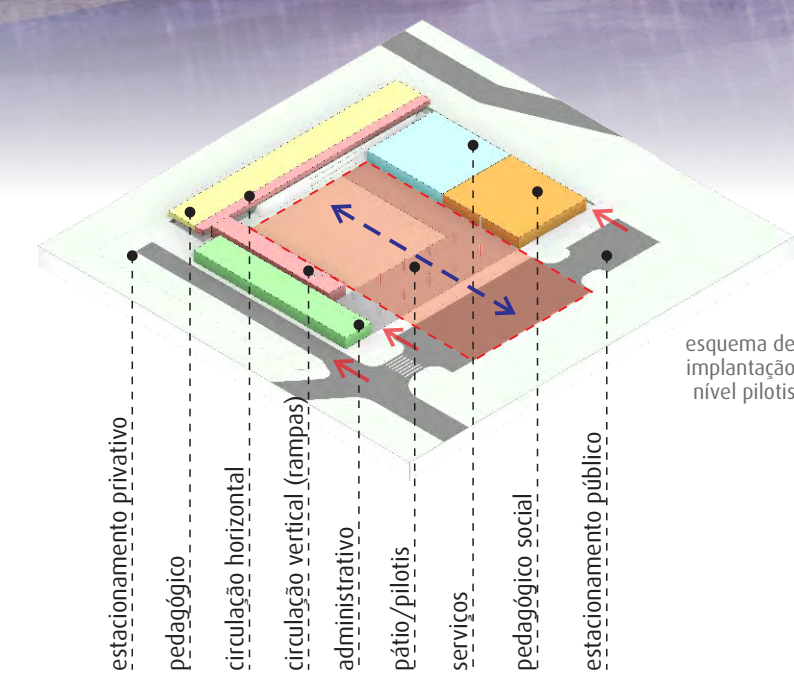 esquema de
implantação
nível pilotis
estacionamento privativo
pedagógico
circulação horizontal
circulação vertical (rampas)
administrativo
pátio/pilotis
serviços
pedagógico social
estacionamento público